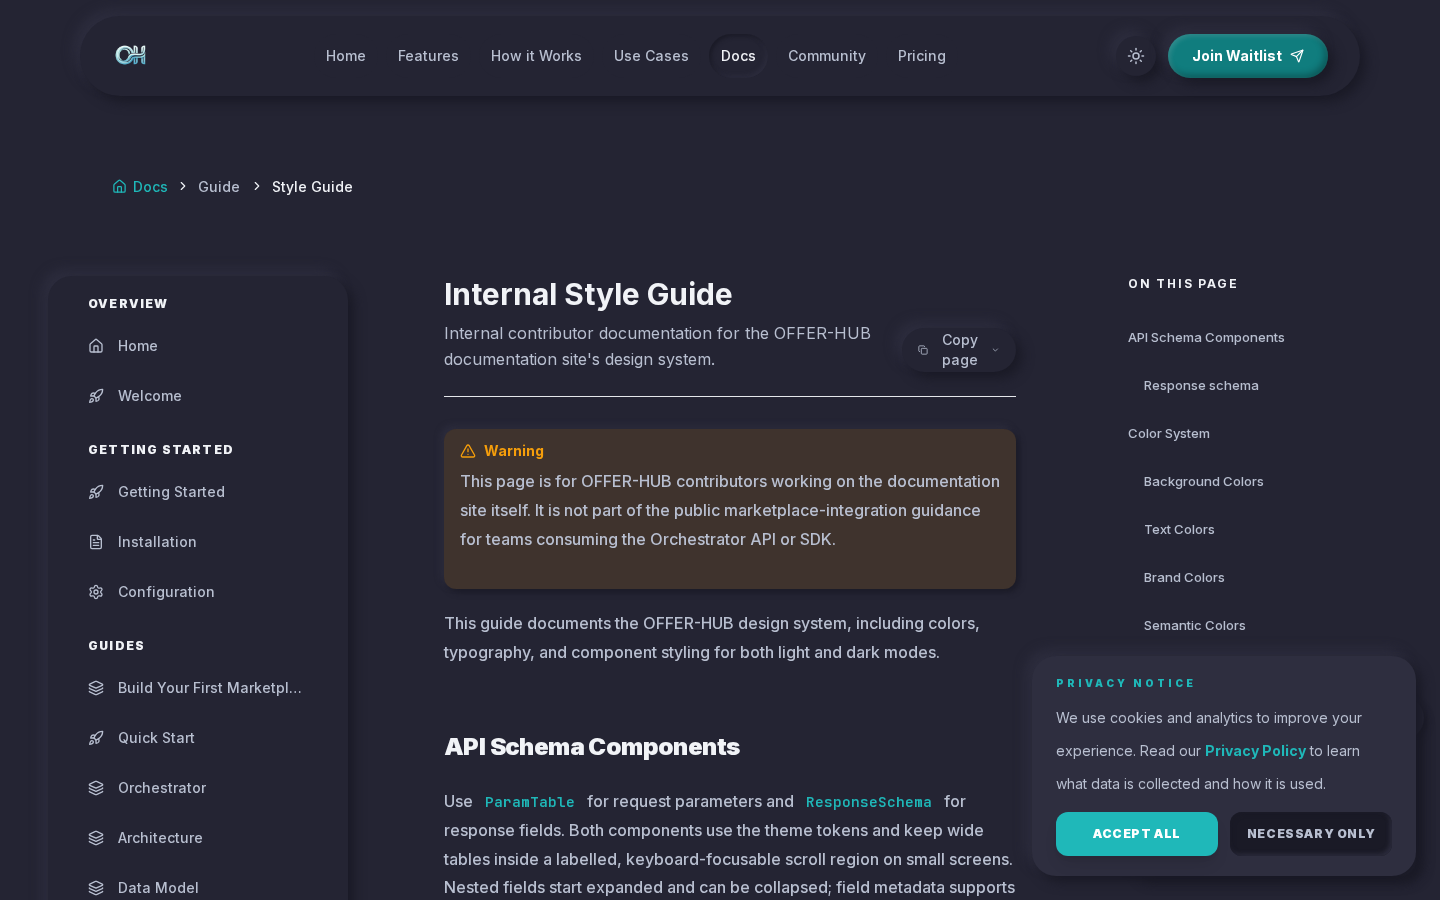 OH
Home
Features
How it Works
Use Cases
Docs
Community
Pricing
Join Waitlist
Docs
Guide
Style Guide
OVERVIEW
Home
Welcome
GETTING STARTED
Getting Started
Installation
Configuration
GUIDES
Build Your First Marketpl...
Quick Start
Orchestrator
Architecture
Data Model
Internal Style Guide
Internal contributor documentation for the OFFER-HUB
documentation site's design system.
Copy
page
Warning
This page is for OFFER-HUB contributors working on the documentation
site itself. It is not part of the public marketplace-integration guidance
for teams consuming the Orchestrator API or SDK.
This guide documents the OFFER-HUB design system, including colors,
typography, and component styling for both light and dark modes.
API Schema Components
Use ParamTable for request parameters and ResponseSchema for
response fields. Both components use the theme tokens and keep wide
tables inside a labelled, keyboard-focusable scroll region on small screens.
Nested fields start expanded and can be collapsed; field metadata supports
ON THIS PAGE
API Schema Components
Response schema
Color System
Background Colors
Text Colors
Brand Colors
Semantic Colors
PRIVACY NOTICE
We use cookies and analytics to improve your
experience. Read our Privacy Policy to learn
what data is collected and how it is used.
ACCEPT ALL
NECESSARY ONLY